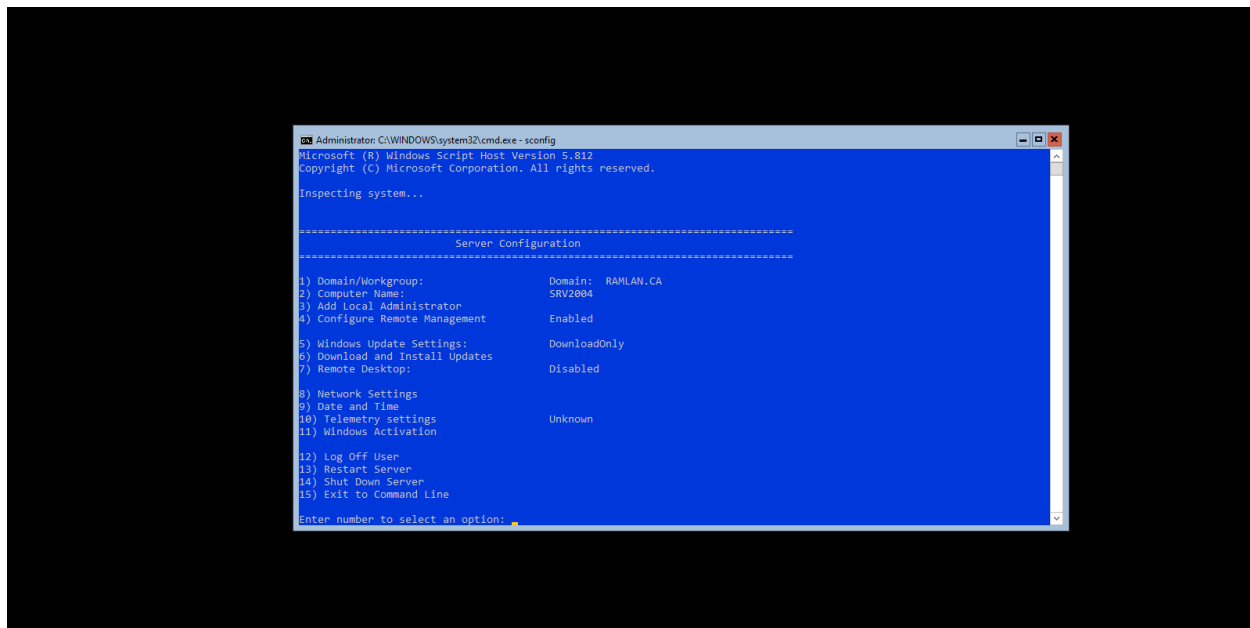 Administrator: C:\WINDOWS\system32\cmd.exe - sconfig
Microsoft (R) Windows Script Host Version 5.812
Copyright (C) Microsoft Corporation. All rights reserved.
Inspecting system...
===============================================================================
Server Configuration
===============================================================================
1) Domain/Workgroup: Domain: RAMLAN.CA
2) Computer Name: SRV2004
3) Add Local Administrator
4) Configure Remote Management Enabled
5) Windows Update Settings: DownloadOnly
6) Download and Install Updates
7) Remote Desktop: Disabled
8) Network Settings
9) Date and Time
10) Telemetry settings Unknown
11) Windows Activation
12) Log Off User
13) Restart Server
14) Shut Down Server
15) Exit to Command Line
Enter number to select an option: